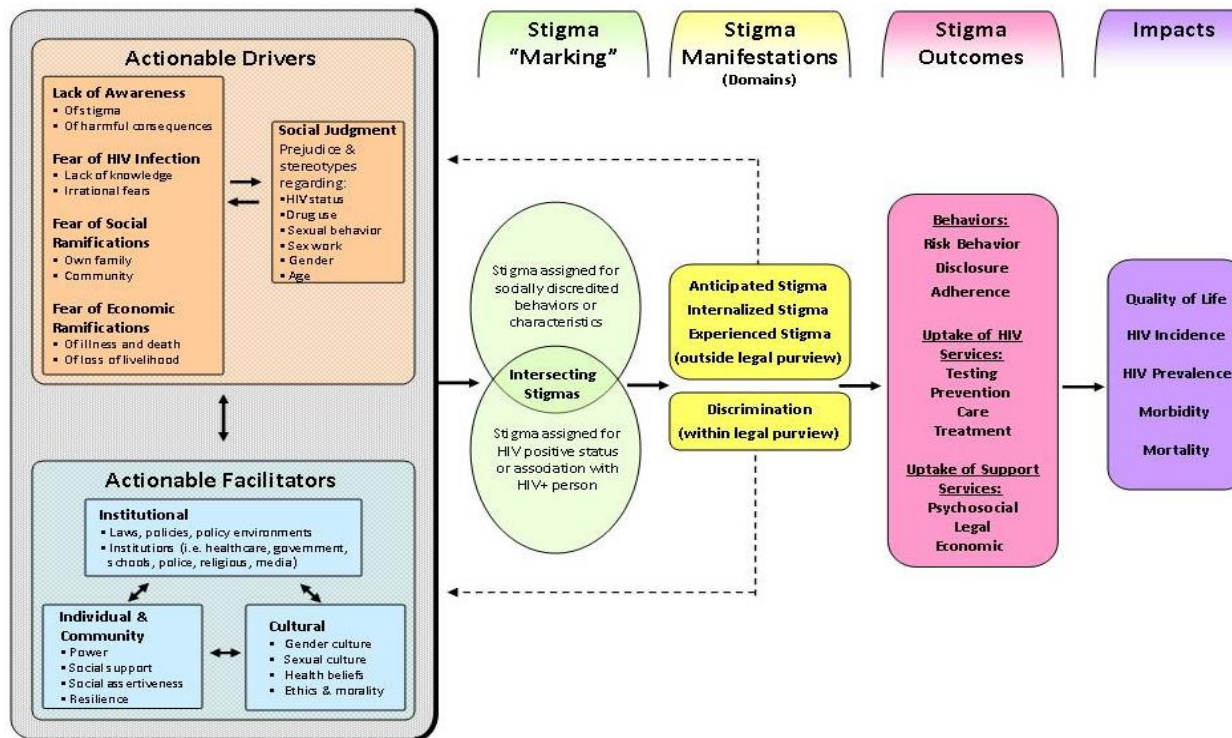 Actionable Drivers
Lack of Awareness
▪ Of stigma
▪ Of harmful consequences
Fear of HIV Infection
▪ Lack of knowledge
▪ Irrational fears
Fear of Social
Ramifications
▪ Own family
▪ Community
Fear of Economic
Ramifications
▪ Of illness and death
▪ Of loss of livelihood
Social Judgment
Prejudice &
stereotypes
regarding:
▪ HIV status
▪ Drug use
▪ Sexual behavior
▪ Sex work
▪ Gender
▪ Age
Actionable Facilitators
Institutional
▪ Laws, policies, policy environments
▪ Institutions (i.e. healthcare, government,
schools, police, religious, media)
Individual &
Community
▪ Power
▪ Social support
▪ Social assertiveness
▪ Resilience
Cultural
▪ Gender culture
▪ Sexual culture
▪ Health beliefs
▪ Ethics & morality
Stigma
“Marking”
Stigma assigned for
socially discredited
behaviors or
characteristics
Intersecting
Stigmas
Stigma assigned for
HIV positive status
or association with
HIV+ person
Stigma
Manifestations
(Domains)
Anticipated Stigma
Internalized Stigma
Experienced Stigma
(outside legal purview)
Discrimination
(within legal purview)
Stigma
Outcomes
Behaviors:
Risk Behavior
Disclosure
Adherence
Uptake of HIV
Services:
Testing
Prevention
Care
Treatment
Uptake of Support
Services:
Psychosocial
Legal
Economic
Impacts
Quality of Life
HIV Incidence
HIV Prevalence
Morbidity
Mortality